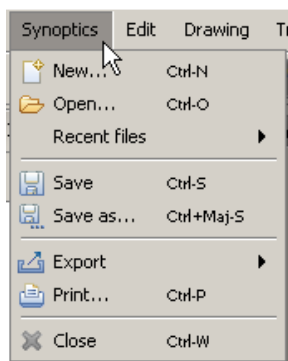 Synoptics Edit Drawing
New... Ctrl-N
Open... Ctrl-O
Recent files
Save Ctrl-S
Save as... Ctrl+Maj-S
Export
Print... Ctrl-P
Close Ctrl-W